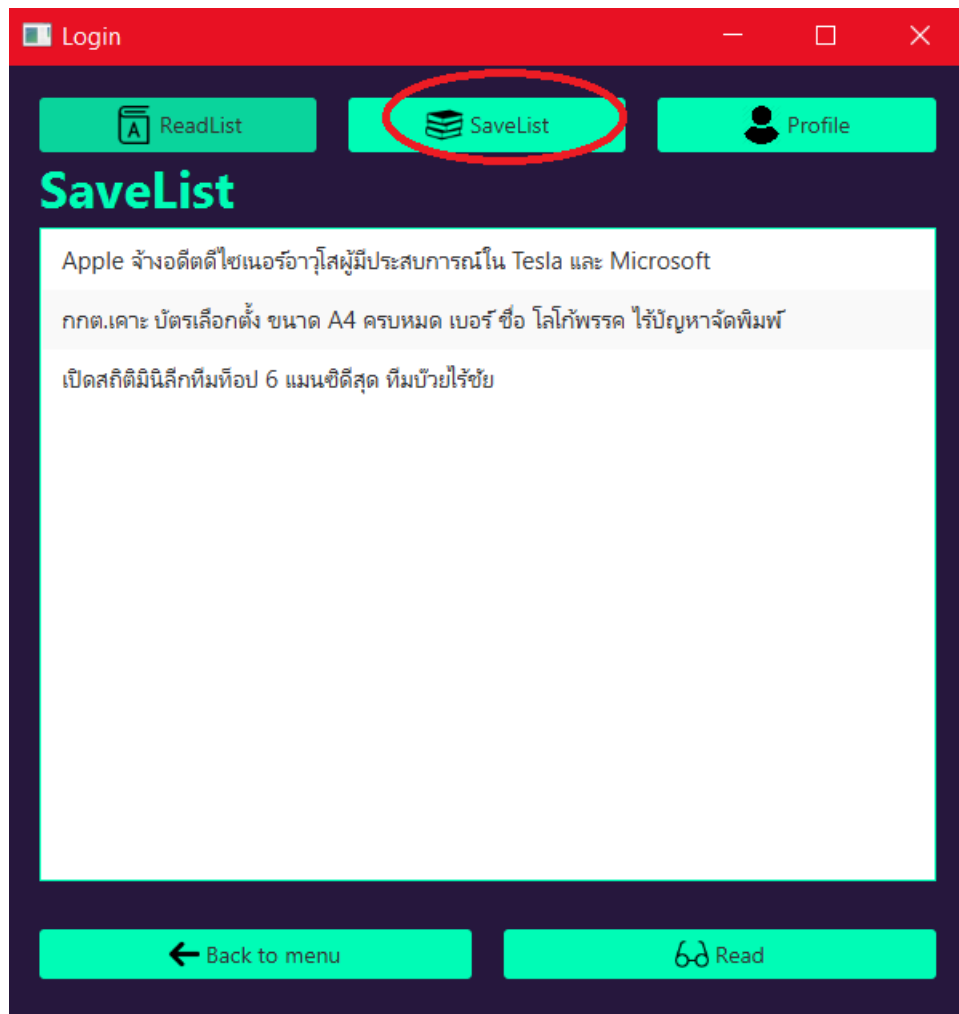 Login
ReadList
SaveList
Profile
SaveList
Apple จ้างอดีตดีไซเนอร์อาวุโสผู้มีประสบการณ์ใน Tesla และ Microsoft
กกต.เคาะ บัตรเลือกตั้ง ขนาด A4 ครบหมด เบอร์ ชื่อ โลโก้พรรค ไร้ปัญหาจัดพิมพ์
เปิดสถิติมินิลีกทีมท็อป 6 แมนซิดีสุด ทีมบ๊วยไร้ชัย
Back to menu
Read